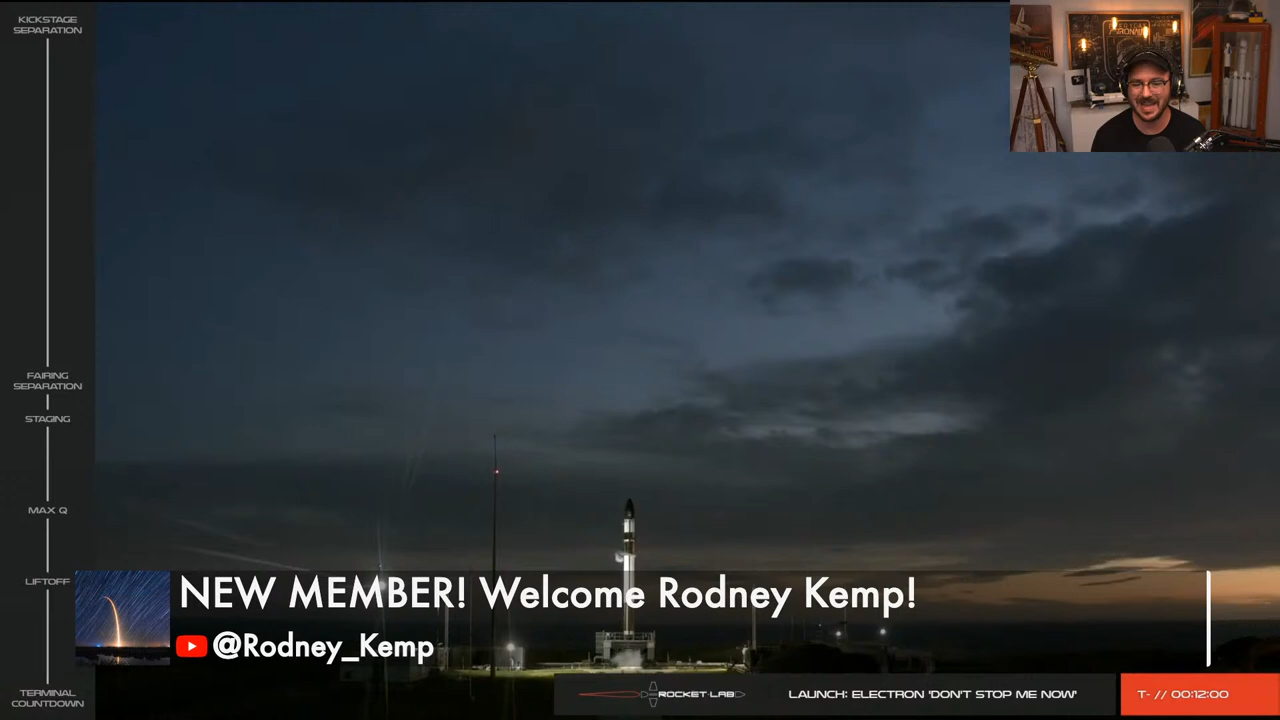 KICKSTAGE
SEPARATION
FAIRING
SEPARATION
STAGING
MAX Q
LIFTOFF
NEW MEMBER! Welcome Rodney Kemp!
@Rodney_Kemp
TERMINAL
COUNTDOWN
ROCKET LAB
LAUNCH: ELECTRON 'DON'T STOP ME NOW'
T- // 00:12:00